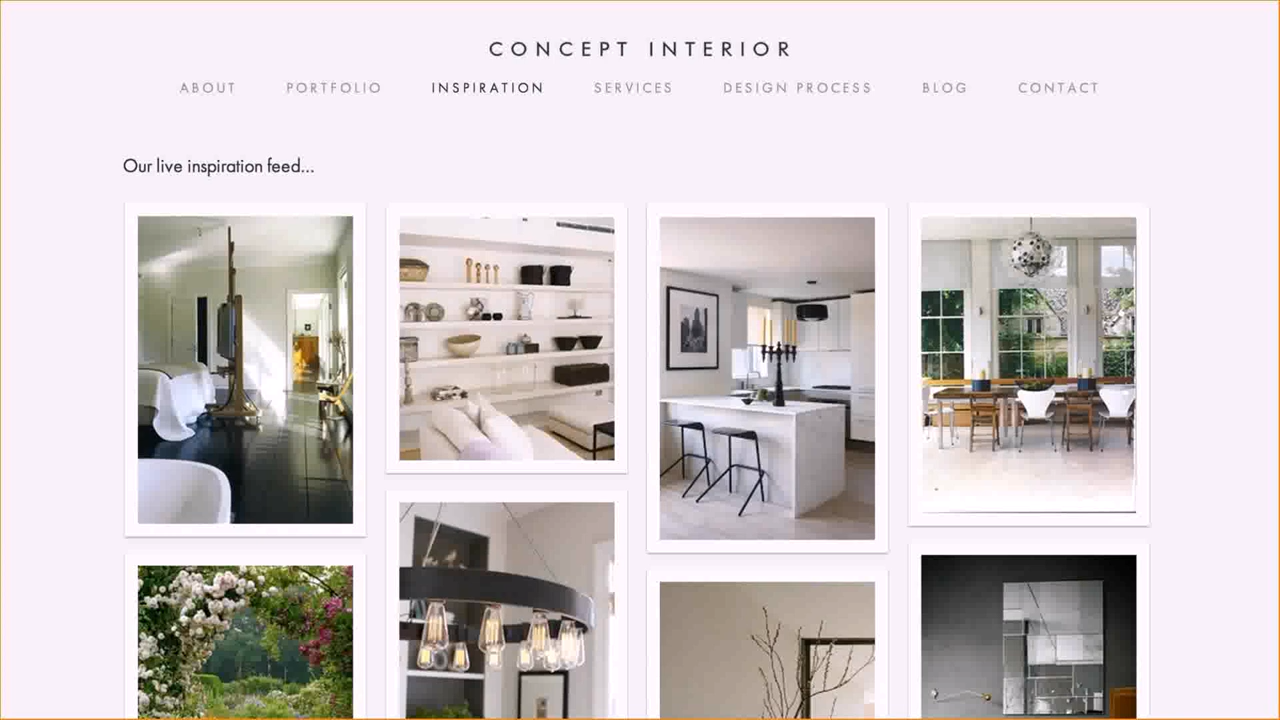 CONCEPT INTERIOR
ABOUT PORTFOLIO INSPIRATION SERVICES DESIGN PROCESS BLOG CONTACT
Our live inspiration feed...